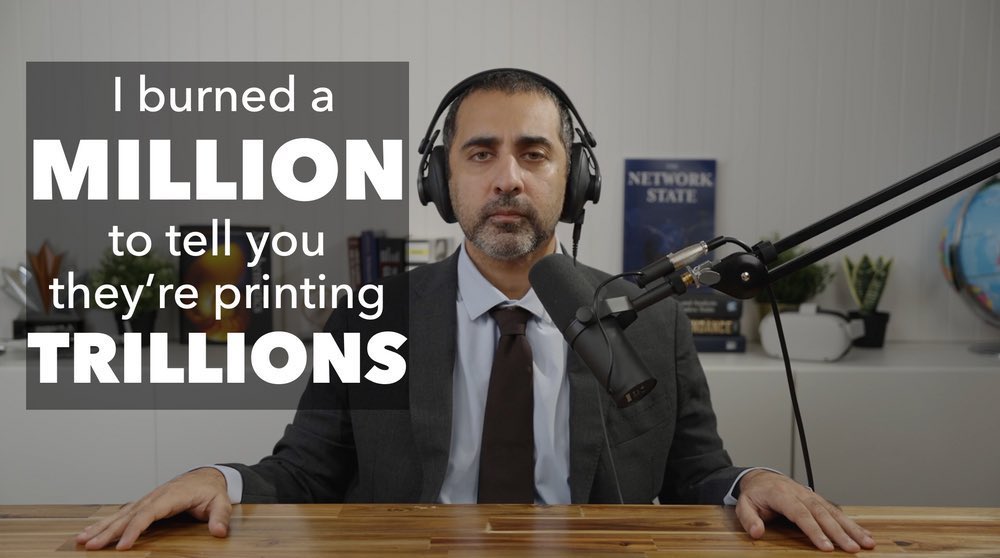 I burned a
MILLION
to tell you
they’re printing
TRILLIONS
THE
NETWORK
STATE